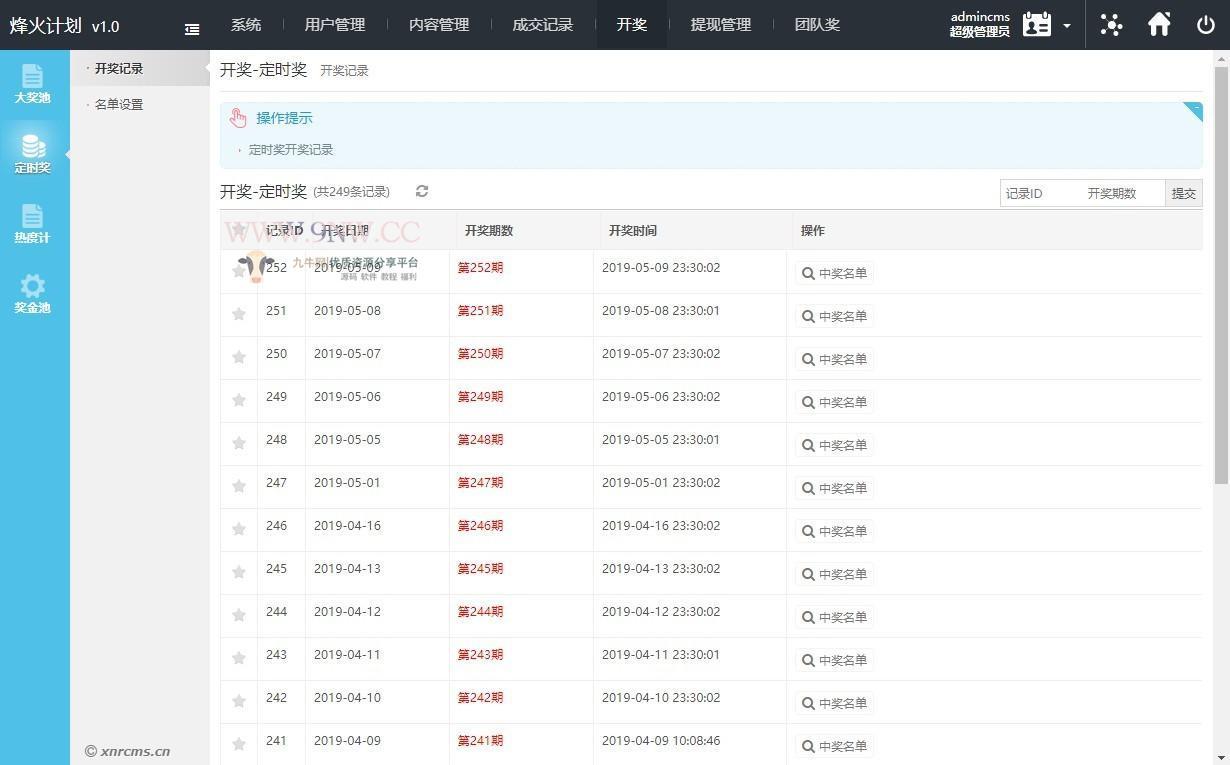 烽火计划 v1.0
系统 用户管理 内容管理 成交记录 开奖 提现管理 团队奖
admincms
超级管理员
大奖池
定时奖
热度计
奖金池
· 开奖记录
· 名单设置
© xnrcms.cn
开奖-定时奖 开奖记录
操作提示
· 定时奖开奖记录
开奖-定时奖 (共249条记录)
记录ID 开奖期数 提交
WWW.9NW.CC
九牛网|优质资源分享平台
源码 软件 教程 福利
记录ID 开奖日期 开奖期数 开奖时间 操作
252 2019-05-09 第252期 2019-05-09 23:30:02 中奖名单
251 2019-05-08 第251期 2019-05-08 23:30:01 中奖名单
250 2019-05-07 第250期 2019-05-07 23:30:02 中奖名单
249 2019-05-06 第249期 2019-05-06 23:30:02 中奖名单
248 2019-05-05 第248期 2019-05-05 23:30:01 中奖名单
247 2019-05-01 第247期 2019-05-01 23:30:02 中奖名单
246 2019-04-16 第246期 2019-04-16 23:30:02 中奖名单
245 2019-04-13 第245期 2019-04-13 23:30:02 中奖名单
244 2019-04-12 第244期 2019-04-12 23:30:02 中奖名单
243 2019-04-11 第243期 2019-04-11 23:30:01 中奖名单
242 2019-04-10 第242期 2019-04-10 23:30:02 中奖名单
241 2019-04-09 第241期 2019-04-09 10:08:46 中奖名单